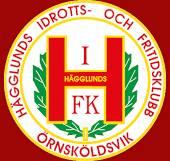 HÄGGLUNDS IDROTTS- OCH FRITIDSKLUBB
I
HÄGGLUNDS
FK
ÖRNSKÖLDSVIK